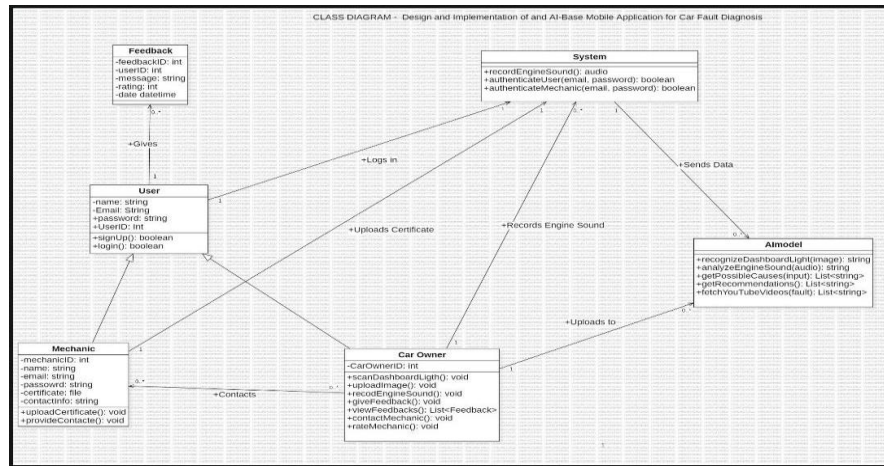 CLASS DIAGRAM - Design and Implementation of and AI-Base Mobile Application for Car Fault Diagnosis
Feedback
-feedbackID: int
-userID: int
-message: string
-rating: int
-date datetime
System
+recordEngineSound(): audio
+authenticateUser(email, password): boolean
+authenticateMechanic(email, password): boolean
0..*
+Gives
1
1
1
0..*
1
+Logs in
+Sends Data
User
-name: string
-Email: String
+password: string
+UserID: Int
+signUp(): boolean
+login(): boolean
1
+Uploads Certificate
+Records Engine Sound
0..*
AImodel
+recognizeDashboardLight(image): string
+analyzeEngineSound(audio): string
+getPossibleCauses(input): List<string>
+getRecommendations(): List<string>
+fetchYouTubeVideos(fault): List<string>
0..*
+Uploads to
Mechanic
-mechanicID: int
-name: string
-email: string
-passowrd: string
-certificate: file
-contactInfo: string
+uploadCertificate(): void
+provideContacte(): void
1
0..*
+Contacts
0..*
1
Car Owner
-CarOwnerID: int
+scanDashboardLigth(): void
+uploadImage(): void
+recodEngineSound(): void
+giveFeedback(): void
+viewFeedbacks(): List<Feedback>
+contactMechanic(): void
+rateMechanic(): void
1
1